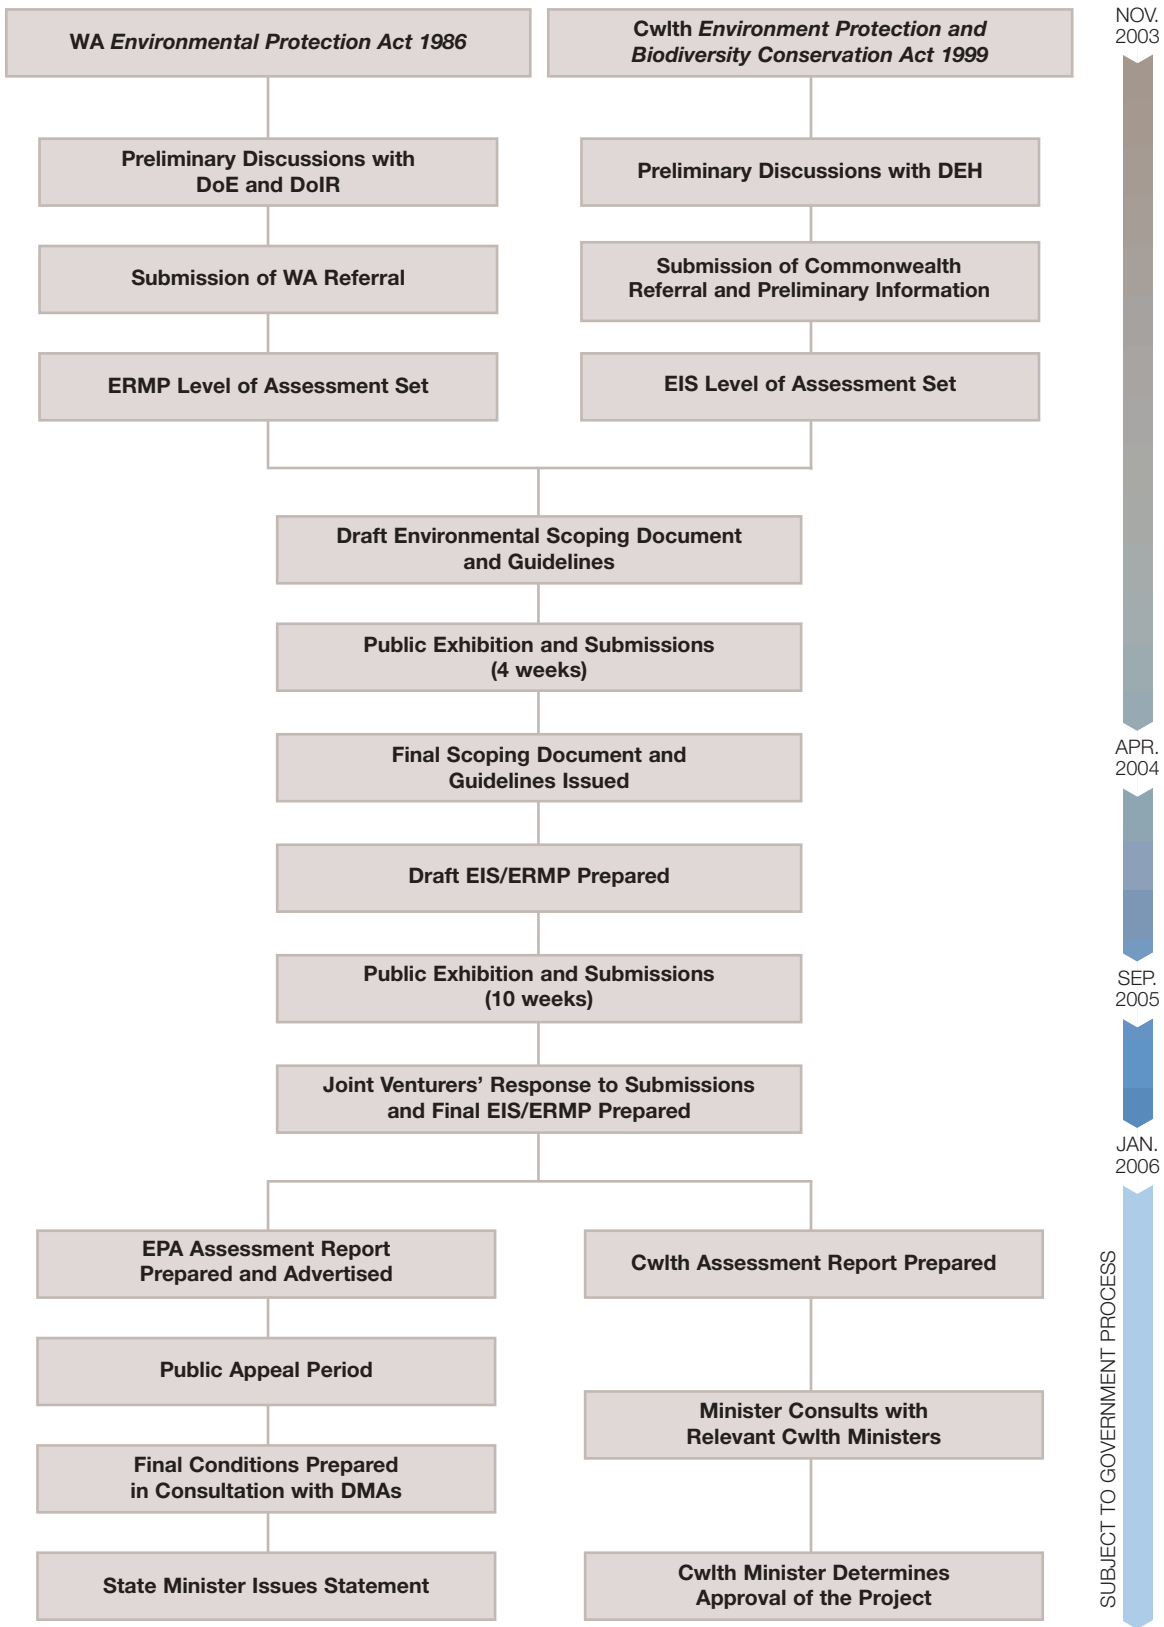 WA Environmental Protection Act 1986
Cwlth Environment Protection and
Biodiversity Conservation Act 1999
NOV.
2003
Preliminary Discussions with
DoE and DoIR
Preliminary Discussions with DEH
Submission of WA Referral
Submission of Commonwealth
Referral and Preliminary Information
ERMP Level of Assessment Set
EIS Level of Assessment Set
Draft Environmental Scoping Document
and Guidelines
Public Exhibition and Submissions
(4 weeks)
Final Scoping Document and
Guidelines Issued
APR.
2004
Draft EIS/ERMP Prepared
Public Exhibition and Submissions
(10 weeks)
SEP.
2005
Joint Venturers’ Response to Submissions
and Final EIS/ERMP Prepared
JAN.
2006
EPA Assessment Report
Prepared and Advertised
Cwlth Assessment Report Prepared
Public Appeal Period
Minister Consults with
Relevant Cwlth Ministers
Final Conditions Prepared
in Consultation with DMAs
State Minister Issues Statement
Cwlth Minister Determines
Approval of the Project
SUBJECT TO GOVERNMENT PROCESS